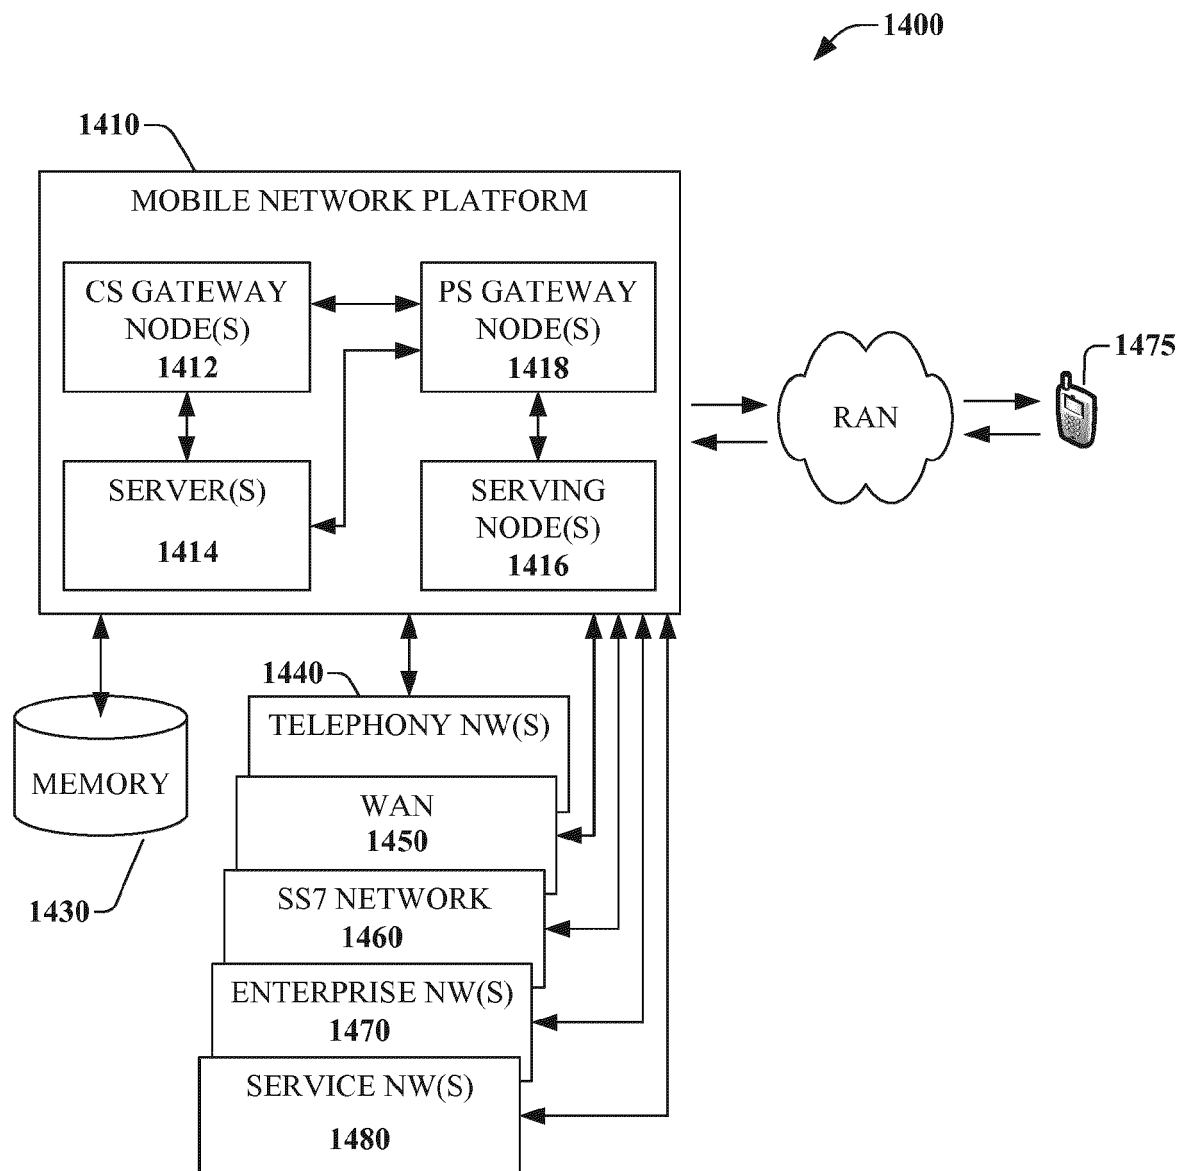 1400
1410
MOBILE NETWORK PLATFORM
CS GATEWAY
NODE(S)
1412
PS GATEWAY
NODE(S)
1418
SERVER(S)
1414
SERVING
NODE(S)
1416
RAN
1475
1440
TELEPHONY NW(S)
MEMORY
1430
WAN
1450
SS7 NETWORK
1460
ENTERPRISE NW(S)
1470
SERVICE NW(S)
1480